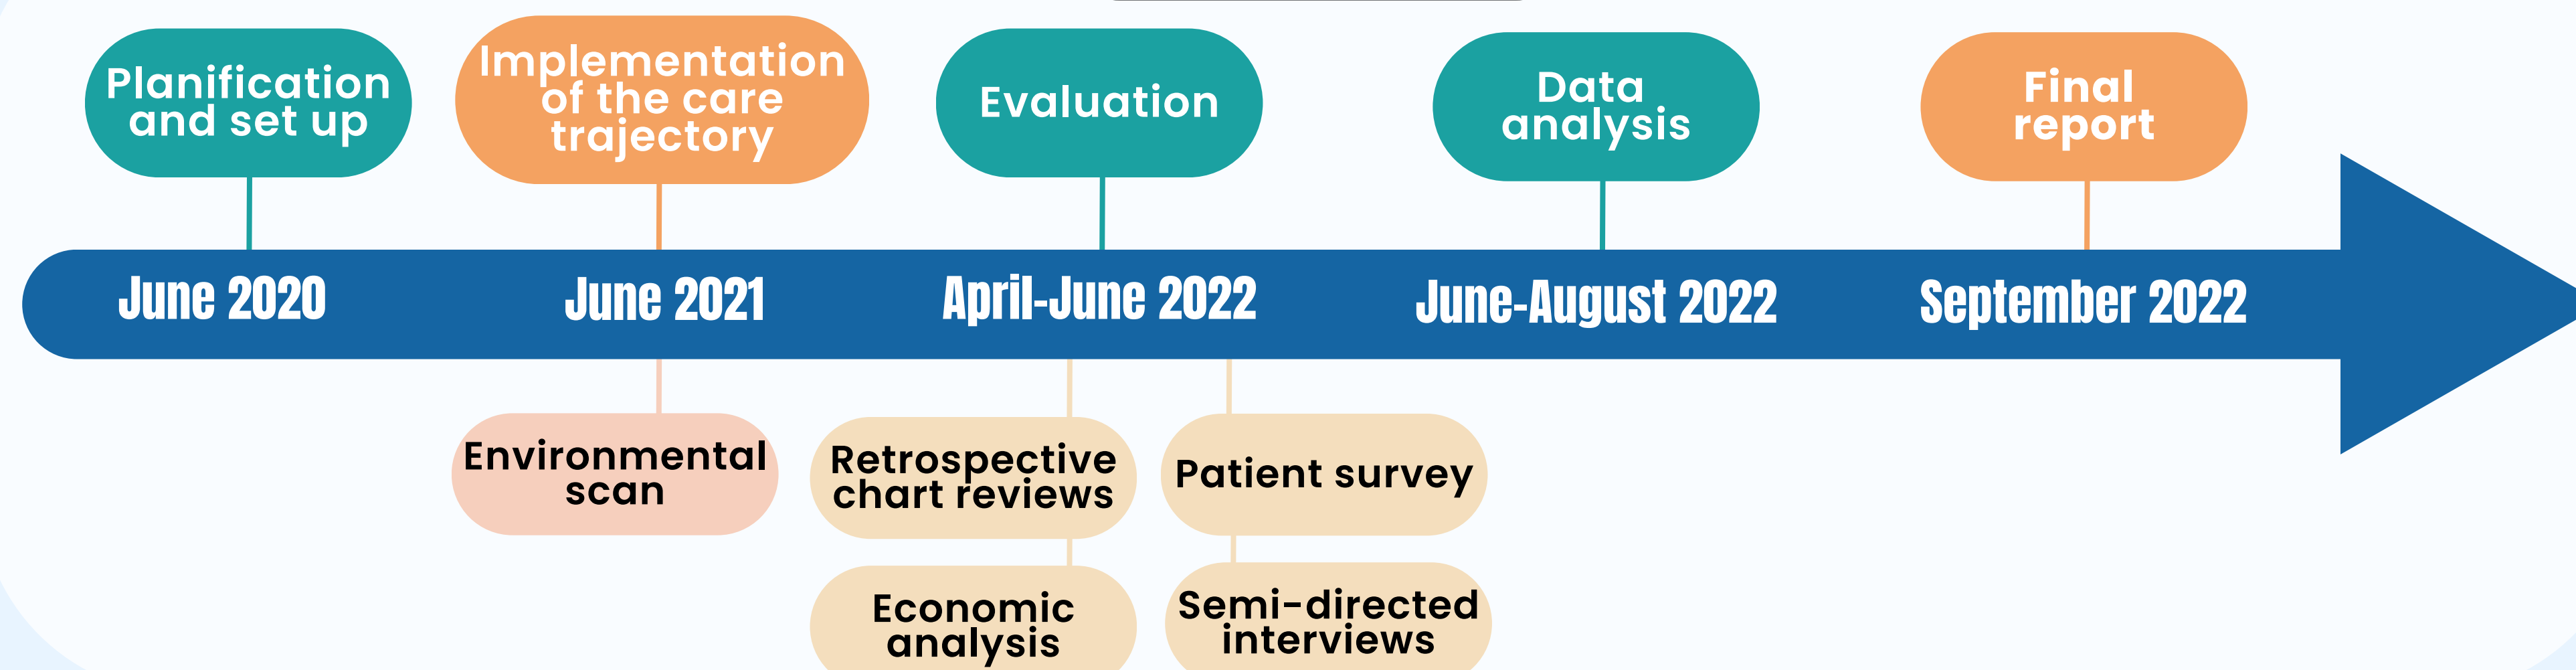 Planification
and set up
Implementation
of the care
trajectory
Evaluation
Data
analysis
Final
report
June 2020
June 2021
April-June 2022
June-August 2022
September 2022
Environmental
scan
Retrospective
chart reviews
Patient survey
Economic
analysis
Semi-directed
interviews